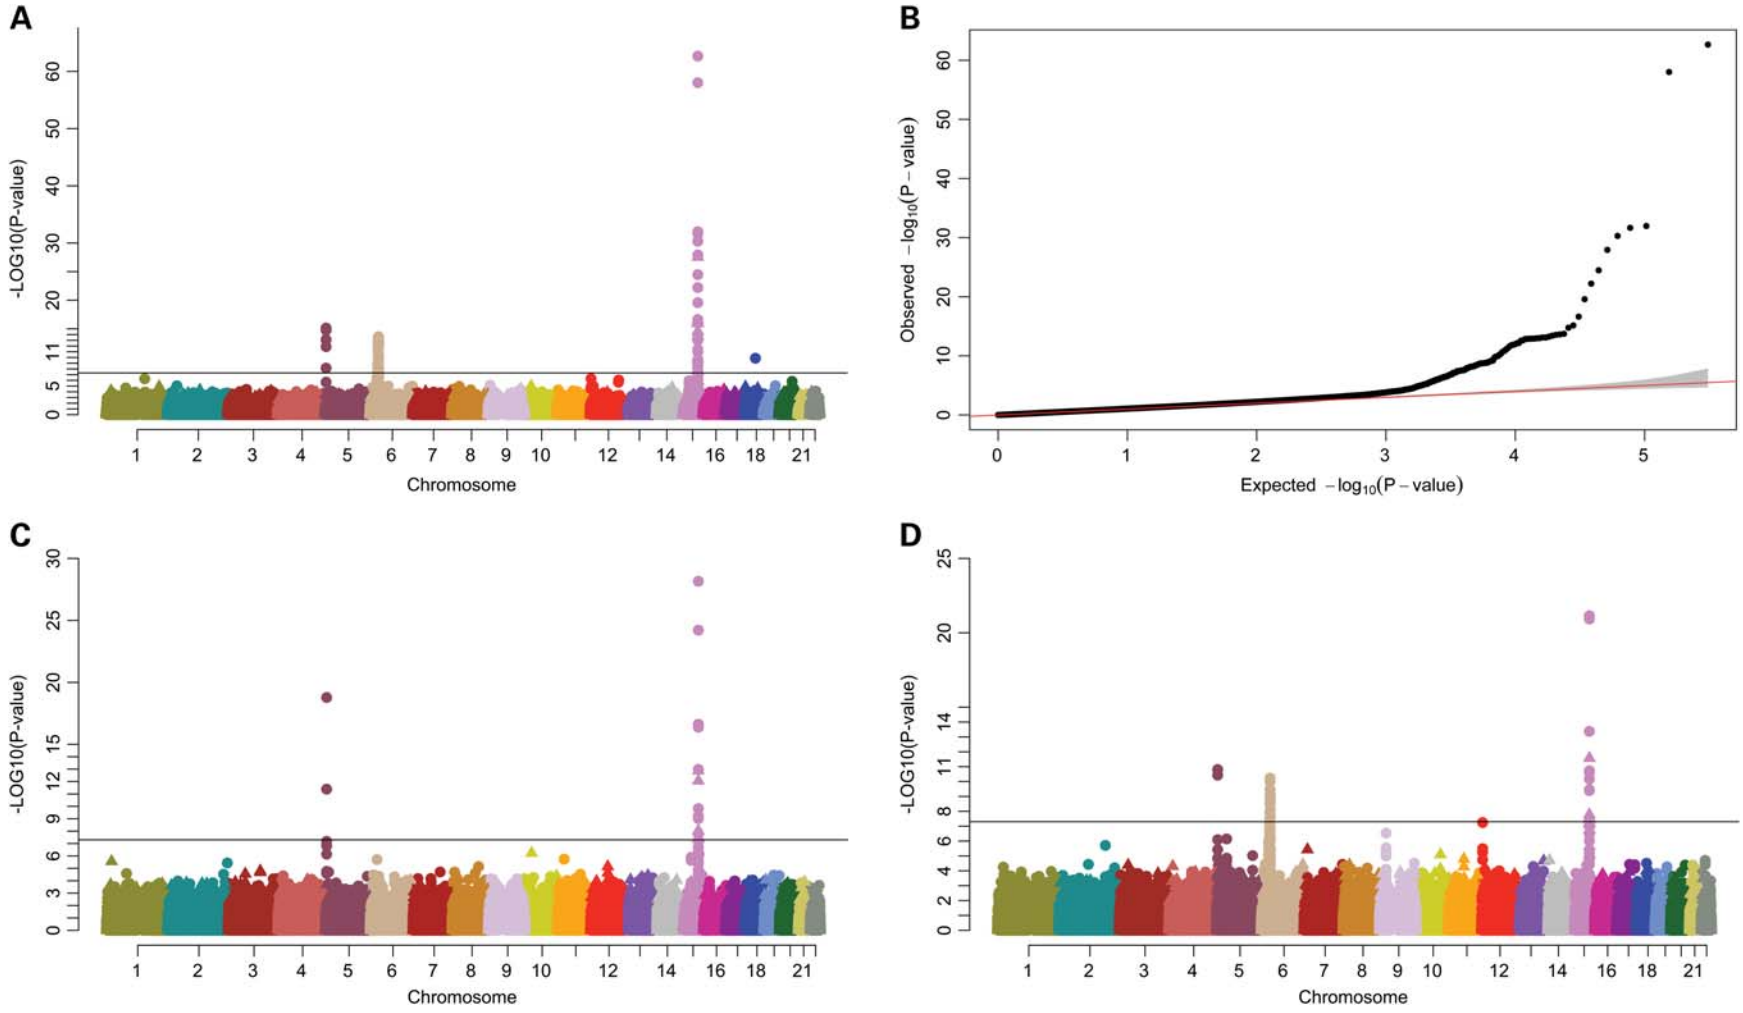 A
-LOG10(P-value)
60
50
40
30
20
11
5
0
1 2 3 4 5 6 7 8 9 10 12 14 16 18 21
Chromosome
B
Observed −log10(P − value)
60
50
40
30
20
10
0
0 1 2 3 4 5
Expected −log10(P − value)
C
-LOG10(P-value)
30
25
20
15
12
9
6
3
0
1 2 3 4 5 6 7 8 9 10 12 14 16 18 21
Chromosome
D
-LOG10(P-value)
25
20
14
11
8
6
4
2
0
1 2 3 4 5 6 7 8 9 10 12 14 16 18 21
Chromosome